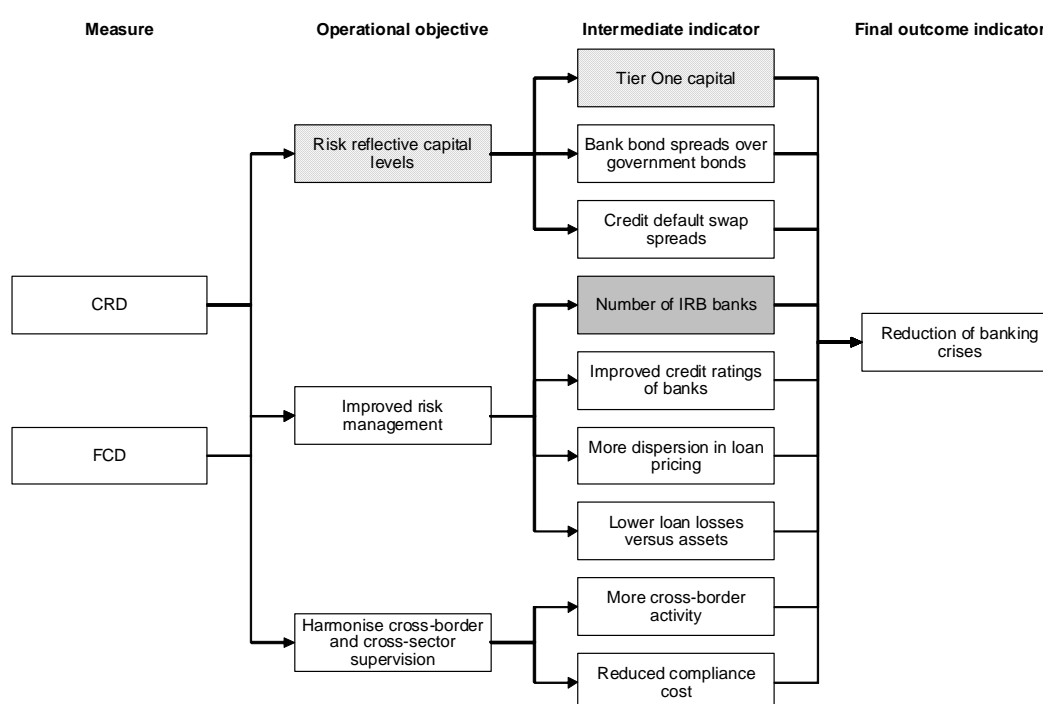 Measure
Operational objective
Intermediate indicator
Final outcome indicator
Tier One capital
Risk reflective capital
levels
Bank bond spreads over
government bonds
Credit default swap
spreads
CRD
Number of IRB banks
Reduction of banking
crises
Improved credit ratings
of banks
Improved risk
management
FCD
More dispersion in loan
pricing
Lower loan losses
versus assets
More cross-border
activity
Harmonise cross-border
and cross-sector
supervision
Reduced compliance
cost